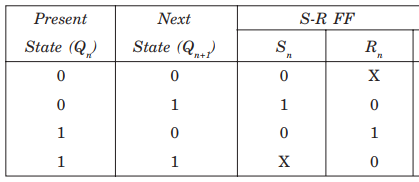 Present Next S-R FF
State (Qn) State (Qn+1) Sn Rn
0 0 0 X
0 1 1 0
1 0 0 1
1 1 X 0